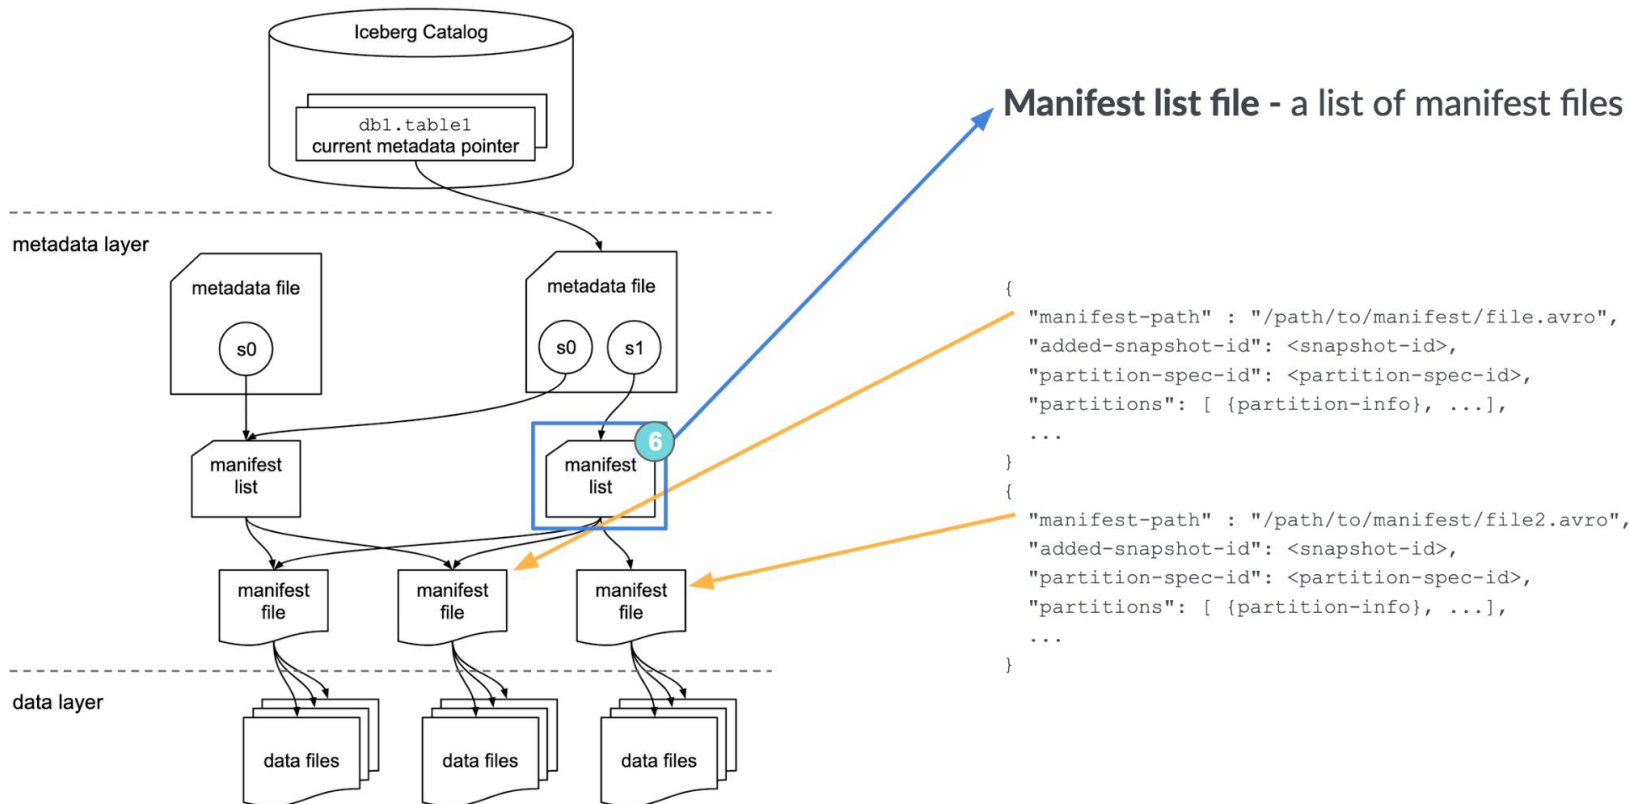 Iceberg Catalog
db1.table1
current metadata pointer
Manifest list file - a list of manifest files
metadata layer
metadata file
s0
metadata file
s0
s1
manifest
list
6
manifest
list
manifest
file
manifest
file
manifest
file
data layer
data files
data files
data files
{
"manifest-path" : "/path/to/manifest/file.avro",
"added-snapshot-id": <snapshot-id>,
"partition-spec-id": <partition-spec-id>,
"partitions": [ {partition-info}, ...],
...
}
{
"manifest-path" : "/path/to/manifest/file2.avro",
"added-snapshot-id": <snapshot-id>,
"partition-spec-id": <partition-spec-id>,
"partitions": [ {partition-info}, ...],
...
}